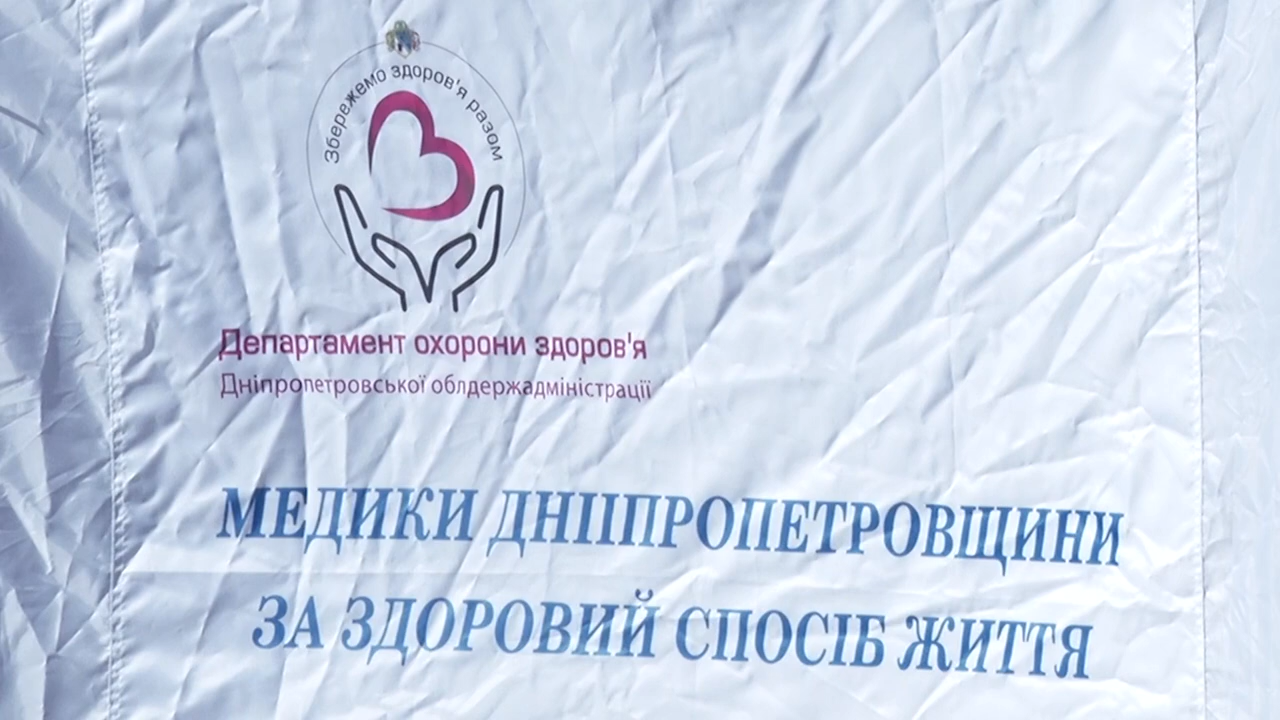 Збережемо здоров'я разом
Департамент охорони здоров'я
Дніпропетровської облдержадміністрації
МЕДИКИ ДНІПРОПЕТРОВЩИНИ
ЗА ЗДОРОВИЙ СПОСІБ ЖИТТЯ